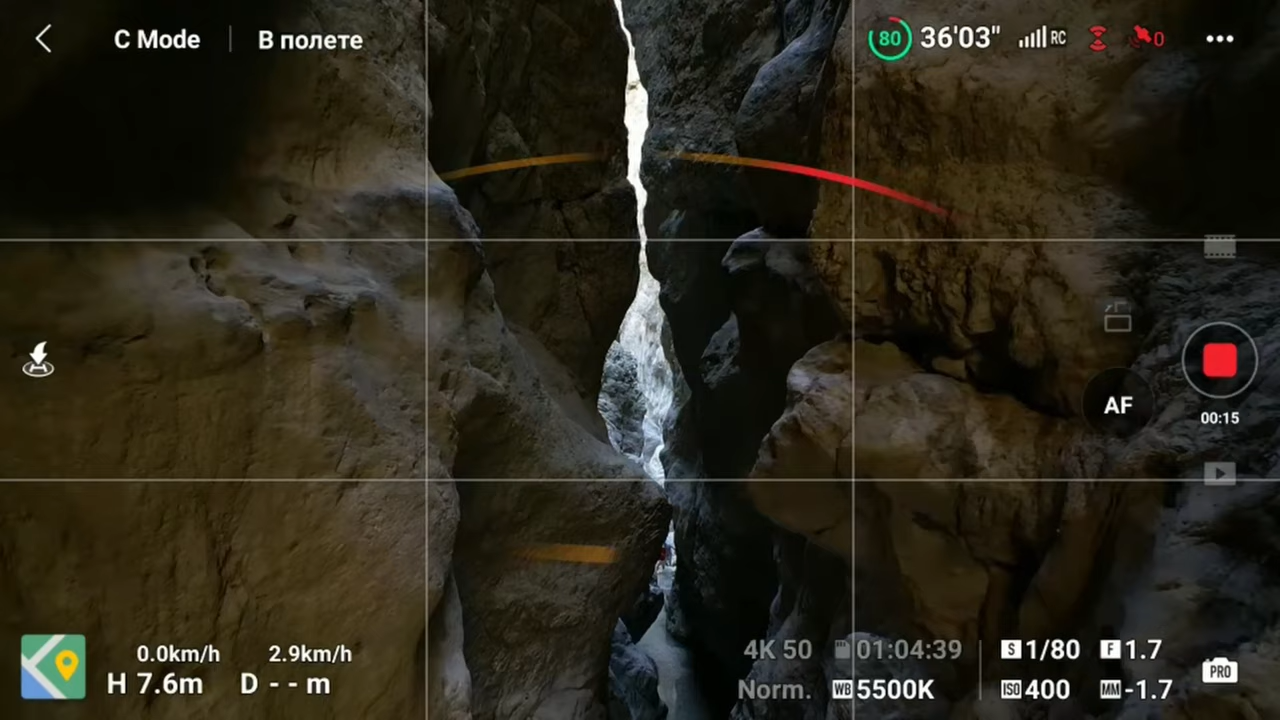 C Mode
В полете
80
36'03"
RC
0
AF
00:15
0.0km/h
2.9km/h
H 7.6m
D - - m
4K 50
01:04:39
S 1/80
F 1.7
Norm.
WB 5500K
ISO 400
MM -1.7
PRO